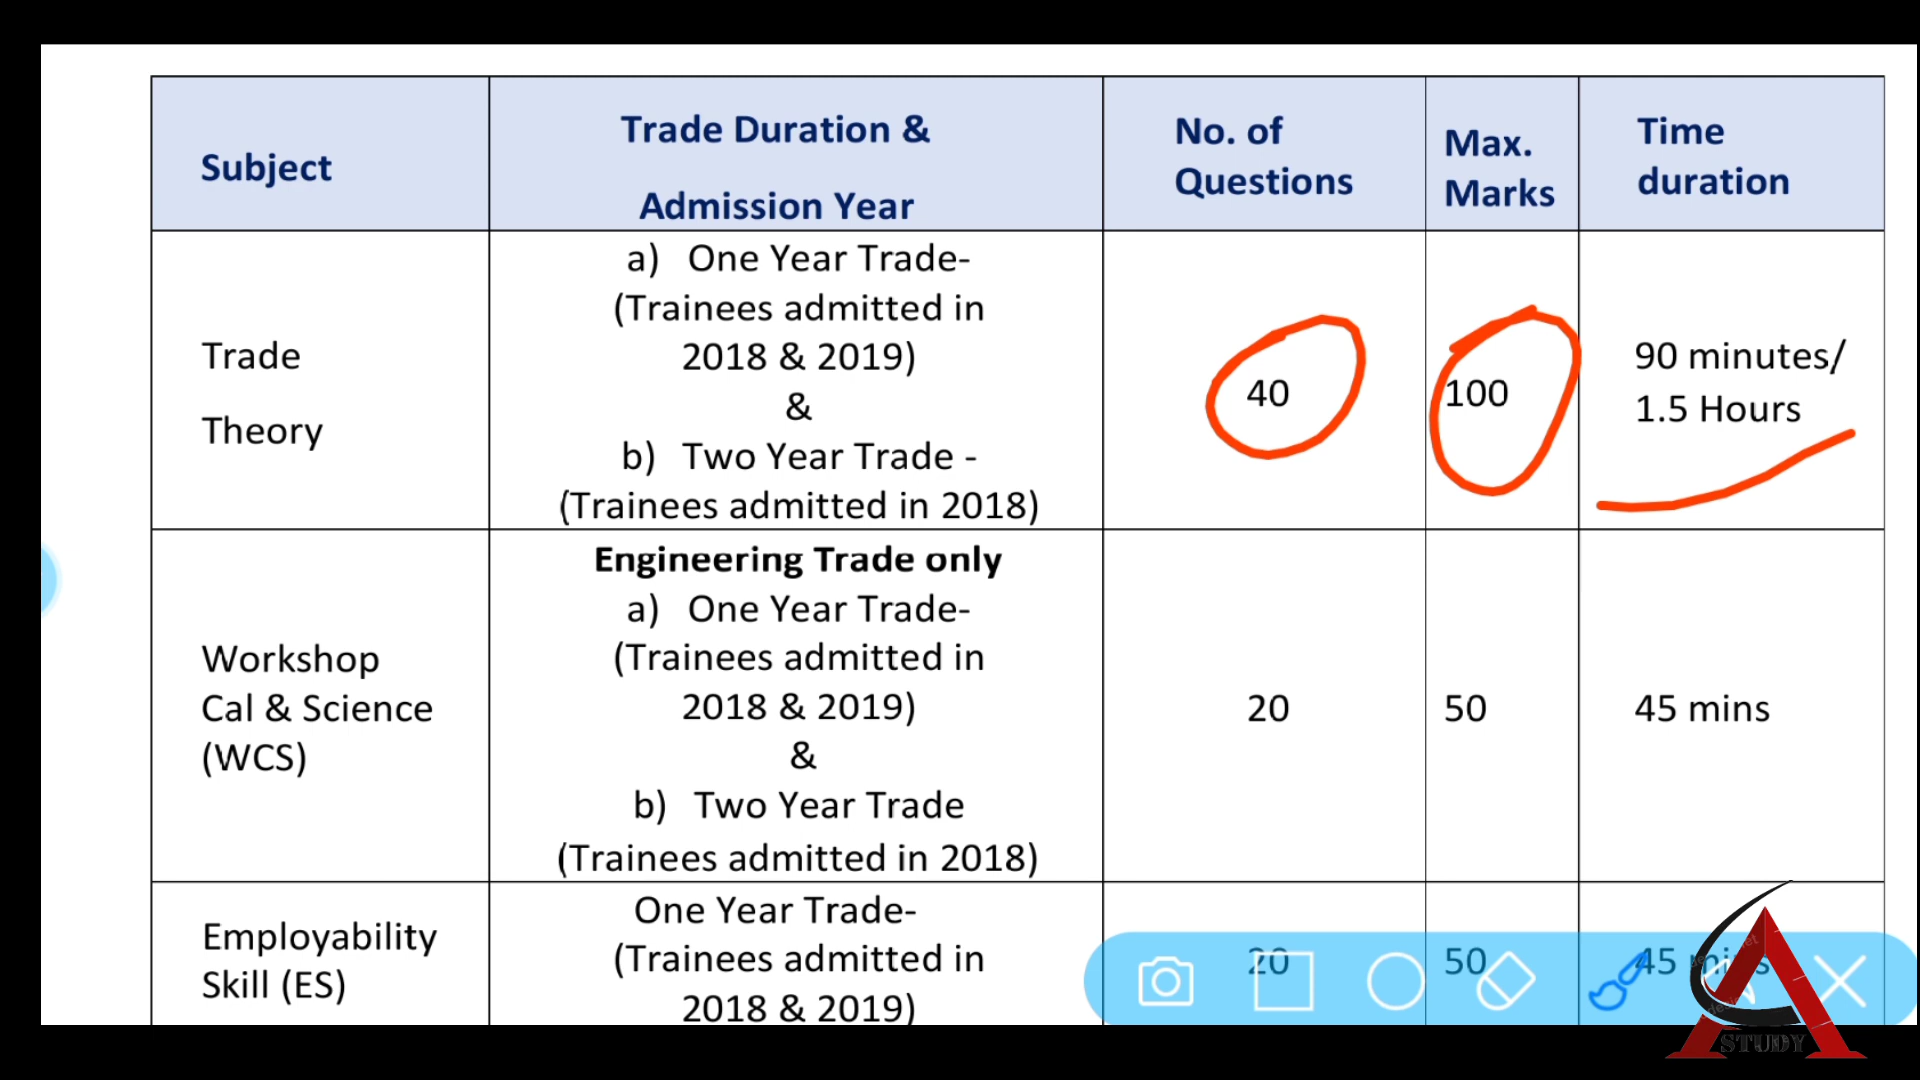 Subject
Trade Duration &
Admission Year
No. of
Questions
Max.
Marks
Time
duration
Trade
Theory
a) One Year Trade-
(Trainees admitted in
2018 & 2019)
&
b) Two Year Trade -
(Trainees admitted in 2018)
40
100
90 minutes/
1.5 Hours
Workshop
Cal & Science
(WCS)
Engineering Trade only
a) One Year Trade-
(Trainees admitted in
2018 & 2019)
&
b) Two Year Trade
(Trainees admitted in 2018)
20
50
45 mins
Employability
Skill (ES)
One Year Trade-
(Trainees admitted in
2018 & 2019)
20
50
45 mins
STUDY